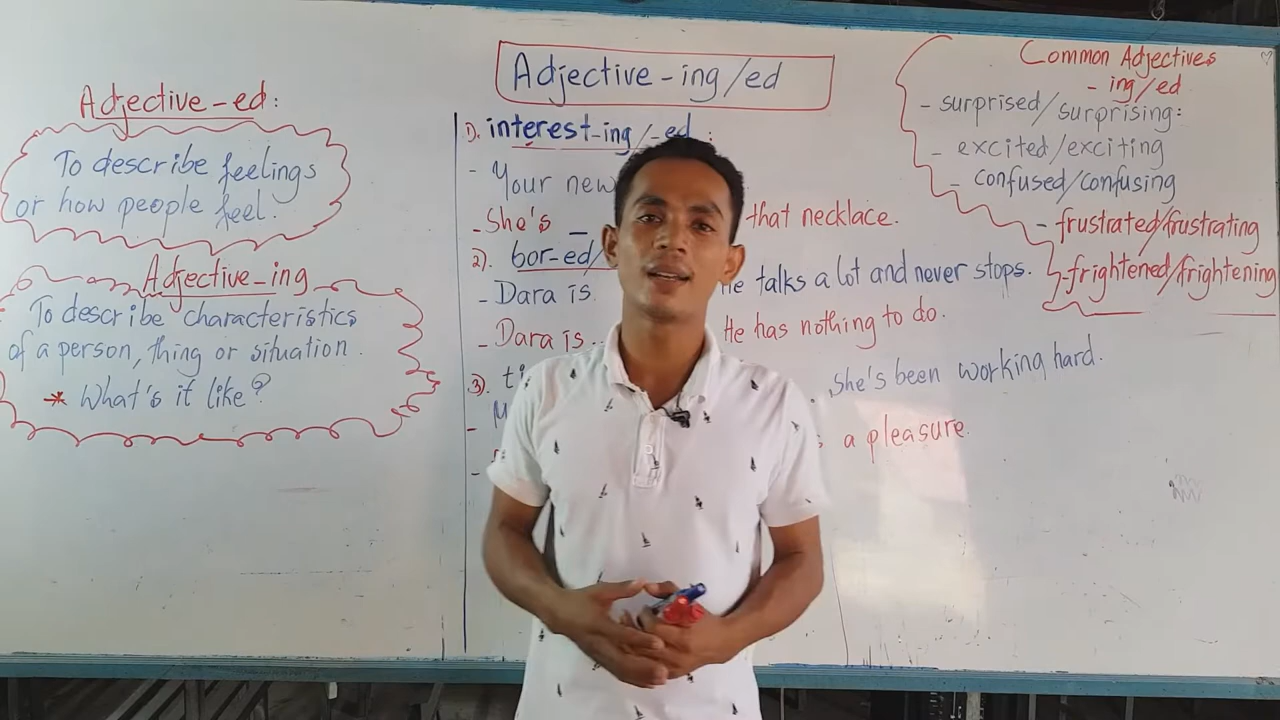 Adjective-ing/ed
Adjective-ed:
To describe feelings
or how people feel.
Adjective-ing
To describe characteristics
of a person, thing or situation.
* What's it like?
1). interest-ing/-ed :
- Your new
- She's _ that necklace.
2). bor-ed/
- Dara is He talks a lot and never stops.
- Dara is... He has nothing to do.
3).
, she's been working hard.
a pleasure.
Common Adjectives
- ing/ed
- surprised/surprising:
- excited/exciting
- confused/confusing
- frustrated/frustrating
- frightened/frightening